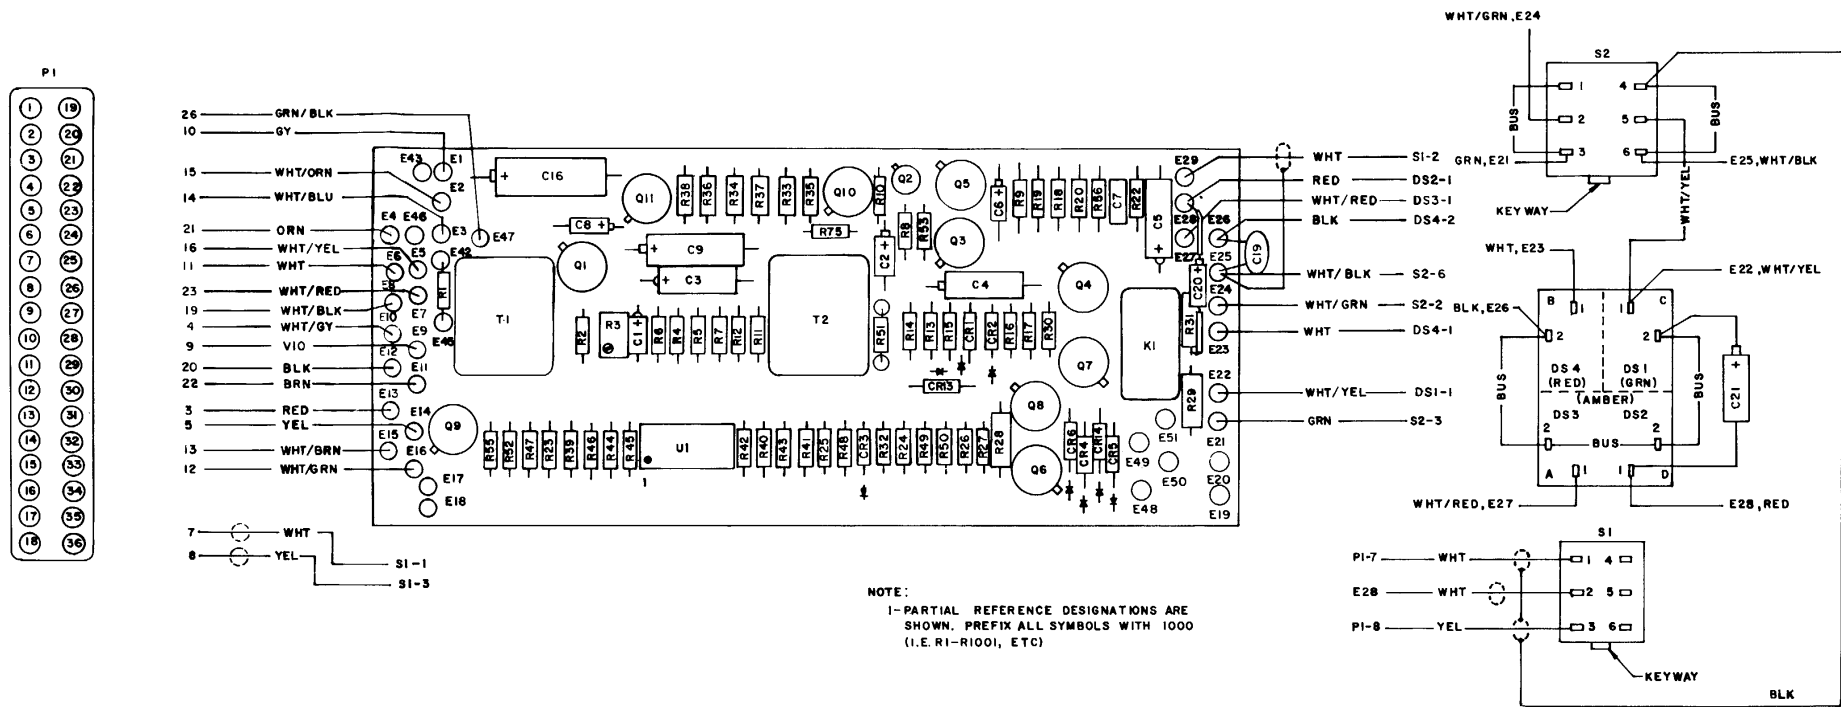 P1
1 19
2 20
3 21
4 22
5 23
6 24
7 25
8 26
9 27
10 28
11 29
12 30
13 31
14 32
15 33
16 34
17 35
18 36
26 GRN/BLK
10 GY
15 WHT/ORN
14 WHT/BLU
21 ORN
16 WHT/YEL
11 WHT
23 WHT/RED
19 WHT/BLK
4 WHT/GY
9 VIO
20 BLK
22 BRN
3 RED
5 YEL
13 WHT/BRN
12 WHT/GRN
7 WHT S1-1
8 YEL S1-3
E43 E1
E2
E4 E46 E3 E47
E42
E6 E5
E8 E7
E10 E9
E45
E12 E11
E13 E14
E15 E16
E17
E18
+ C16
Q11
R38 R36 R34 R37 R33 R35
Q10
R10
Q2
Q5
C6 +
R9 R19 R18 R20 R56 C7 R22
C5 +
C8 +
R75
C2 +
R8 R53
Q3
Q1
+ C9
+ C3
C4
Q4
R1
T1
T2
R2
R3
C1 +
R6 R4 R5 R7 R12 R11
R51
R14 R13 R15 CR1 CR2 R16 R17 R30
Q7
K1
R31
C20 +
C19
CR13
R29
Q8
Q9
R55 R52 R47 R23 R39 R46 R44 R45
U1
1
R42 R40 R43 R41 R25 R48 CR3 R32 R24 R49 R50 R26 R27 R28
Q6
CR6 CR4 CR14 CR5
E51
E49
E50
E48
E29
E28 E26
E27
E25
E24
E23
E22
E21
E20
E19
WHT S1-2
RED DS2-1
WHT/RED DS3-1
BLK DS4-2
WHT/BLK S2-6
WHT/GRN S2-2
WHT DS4-1
WHT/YEL DS1-1
GRN S2-3
NOTE:
1-PARTIAL REFERENCE DESIGNATIONS ARE
SHOWN. PREFIX ALL SYMBOLS WITH 1000
(I.E. R1-R1001, ETC)
WHT/GRN,E24
S2
1 4
2 5
3 6
BUS
BUS
GRN,E21
E25,WHT/BLK
KEYWAY
WHT/YEL
WHT,E23
E22,WHT/YEL
BLK,E26
B C
1 1
2 2
DS4 DS1
(RED) (GRN)
(AMBER)
DS3 DS2
BUS
BUS
2 BUS 2
A 1 1 D
C21 +
WHT/RED,E27
E28,RED
S1
P1-7 WHT 1 4
E28 WHT 2 5
P1-8 YEL 3 6
KEYWAY
BLK